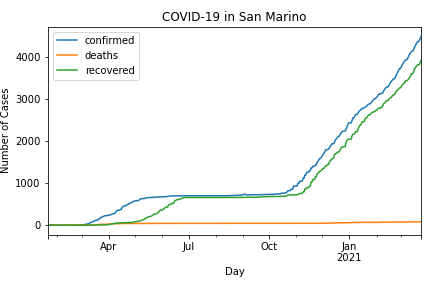 COVID-19 in San Marino
confirmed
deaths
recovered
Number of Cases
4000
3000
2000
1000
0
Apr
Jul
Oct
Jan
2021
Day